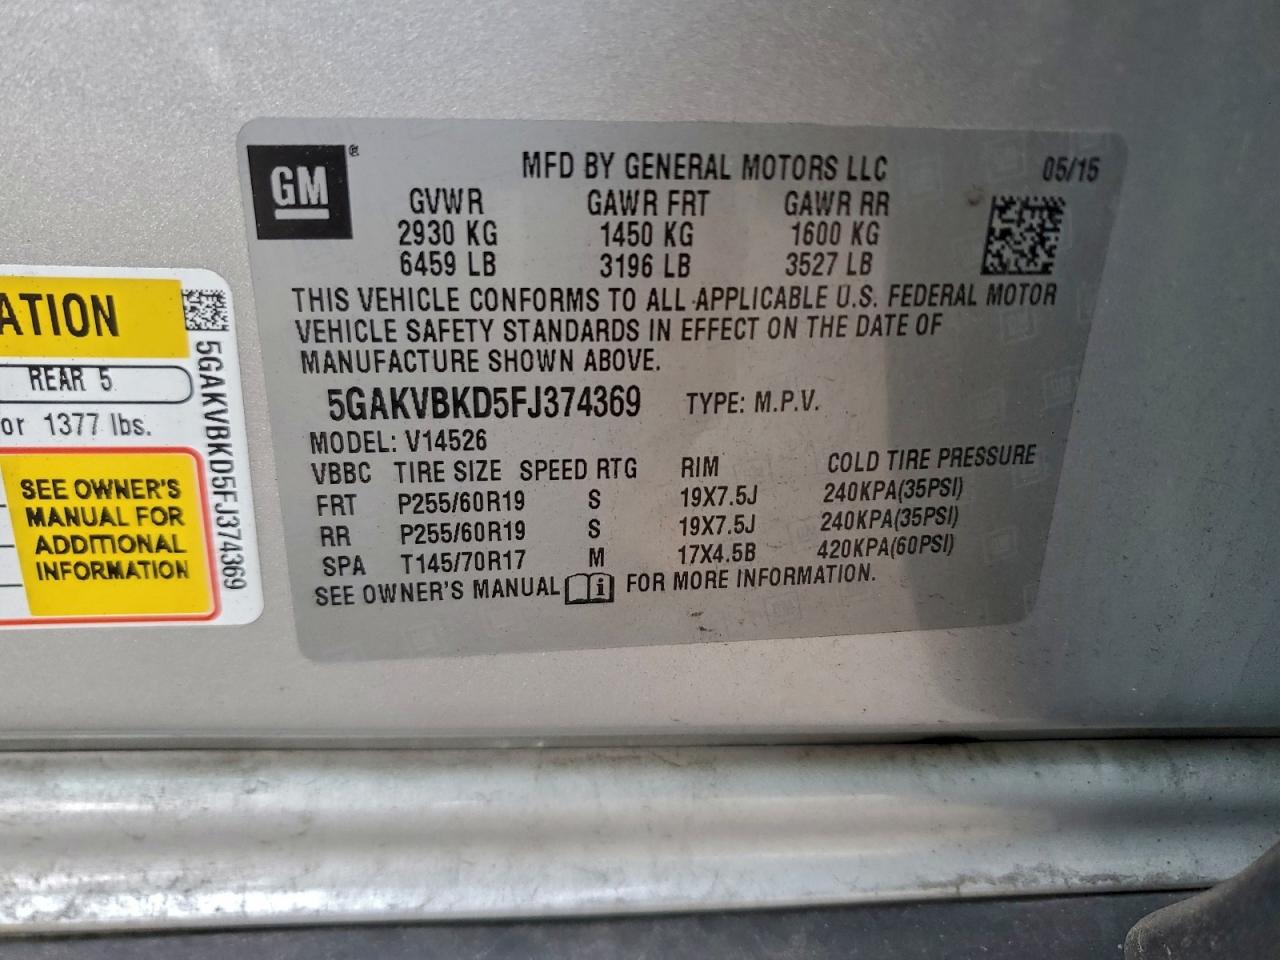 GM®
MFD BY GENERAL MOTORS LLC 05/15
GVWR GAWR FRT GAWR RR
2930 KG 1450 KG 1600 KG
6459 LB 3196 LB 3527 LB
THIS VEHICLE CONFORMS TO ALL APPLICABLE U.S. FEDERAL MOTOR
VEHICLE SAFETY STANDARDS IN EFFECT ON THE DATE OF
MANUFACTURE SHOWN ABOVE.
5GAKVBKD5FJ374369 TYPE: M.P.V.
MODEL: V14526
VBBC TIRE SIZE SPEED RTG RIM COLD TIRE PRESSURE
FRT P255/60R19 S 19X7.5J 240KPA(35PSI)
RR P255/60R19 S 19X7.5J 240KPA(35PSI)
SPA T145/70R17 M 17X4.5B 420KPA(60PSI)
SEE OWNER'S MANUAL i FOR MORE INFORMATION.
ATION
REAR 5
or 1377 lbs.
SEE OWNER'S
MANUAL FOR
ADDITIONAL
INFORMATION
5GAKVBKD5FJ374369